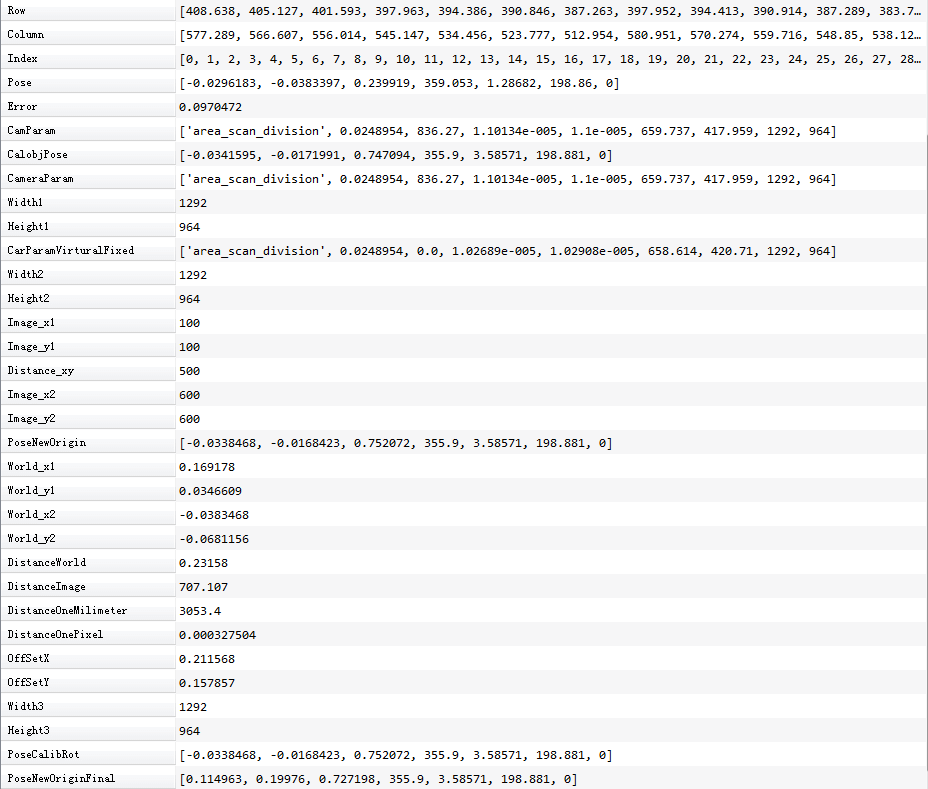 Row [408.638, 405.127, 401.593, 397.963, 394.386, 390.846, 387.263, 397.952, 394.413, 390.914, 387.289, 383.7…
Column [577.289, 566.607, 556.014, 545.147, 534.456, 523.777, 512.954, 580.951, 570.274, 559.716, 548.85, 538.12…
Index [0, 1, 2, 3, 4, 5, 6, 7, 8, 9, 10, 11, 12, 13, 14, 15, 16, 17, 18, 19, 20, 21, 22, 23, 24, 25, 26, 27, 28…
Pose [-0.0296183, -0.0383397, 0.239919, 359.053, 1.28682, 198.86, 0]
Error 0.0970472
CamParam ['area_scan_division', 0.0248954, 836.27, 1.10134e-005, 1.1e-005, 659.737, 417.959, 1292, 964]
CalobjPose [-0.0341595, -0.0171991, 0.747094, 355.9, 3.58571, 198.881, 0]
CameraParam ['area_scan_division', 0.0248954, 836.27, 1.10134e-005, 1.1e-005, 659.737, 417.959, 1292, 964]
Width1 1292
Height1 964
CarParamVirturalFixed ['area_scan_division', 0.0248954, 0.0, 1.02689e-005, 1.02908e-005, 658.614, 420.71, 1292, 964]
Width2 1292
Height2 964
Image_x1 100
Image_y1 100
Distance_xy 500
Image_x2 600
Image_y2 600
PoseNewOrigin [-0.0338468, -0.0168423, 0.752072, 355.9, 3.58571, 198.881, 0]
World_x1 0.169178
World_y1 0.0346609
World_x2 -0.0383468
World_y2 -0.0681156
DistanceWorld 0.23158
DistanceImage 707.107
DistanceOneMilimeter 3053.4
DistanceOnePixel 0.000327504
OffSetX 0.211568
OffSetY 0.157857
Width3 1292
Height3 964
PoseCalibRot [-0.0338468, -0.0168423, 0.752072, 355.9, 3.58571, 198.881, 0]
PoseNewOriginFinal [0.114963, 0.19976, 0.727198, 355.9, 3.58571, 198.881, 0]